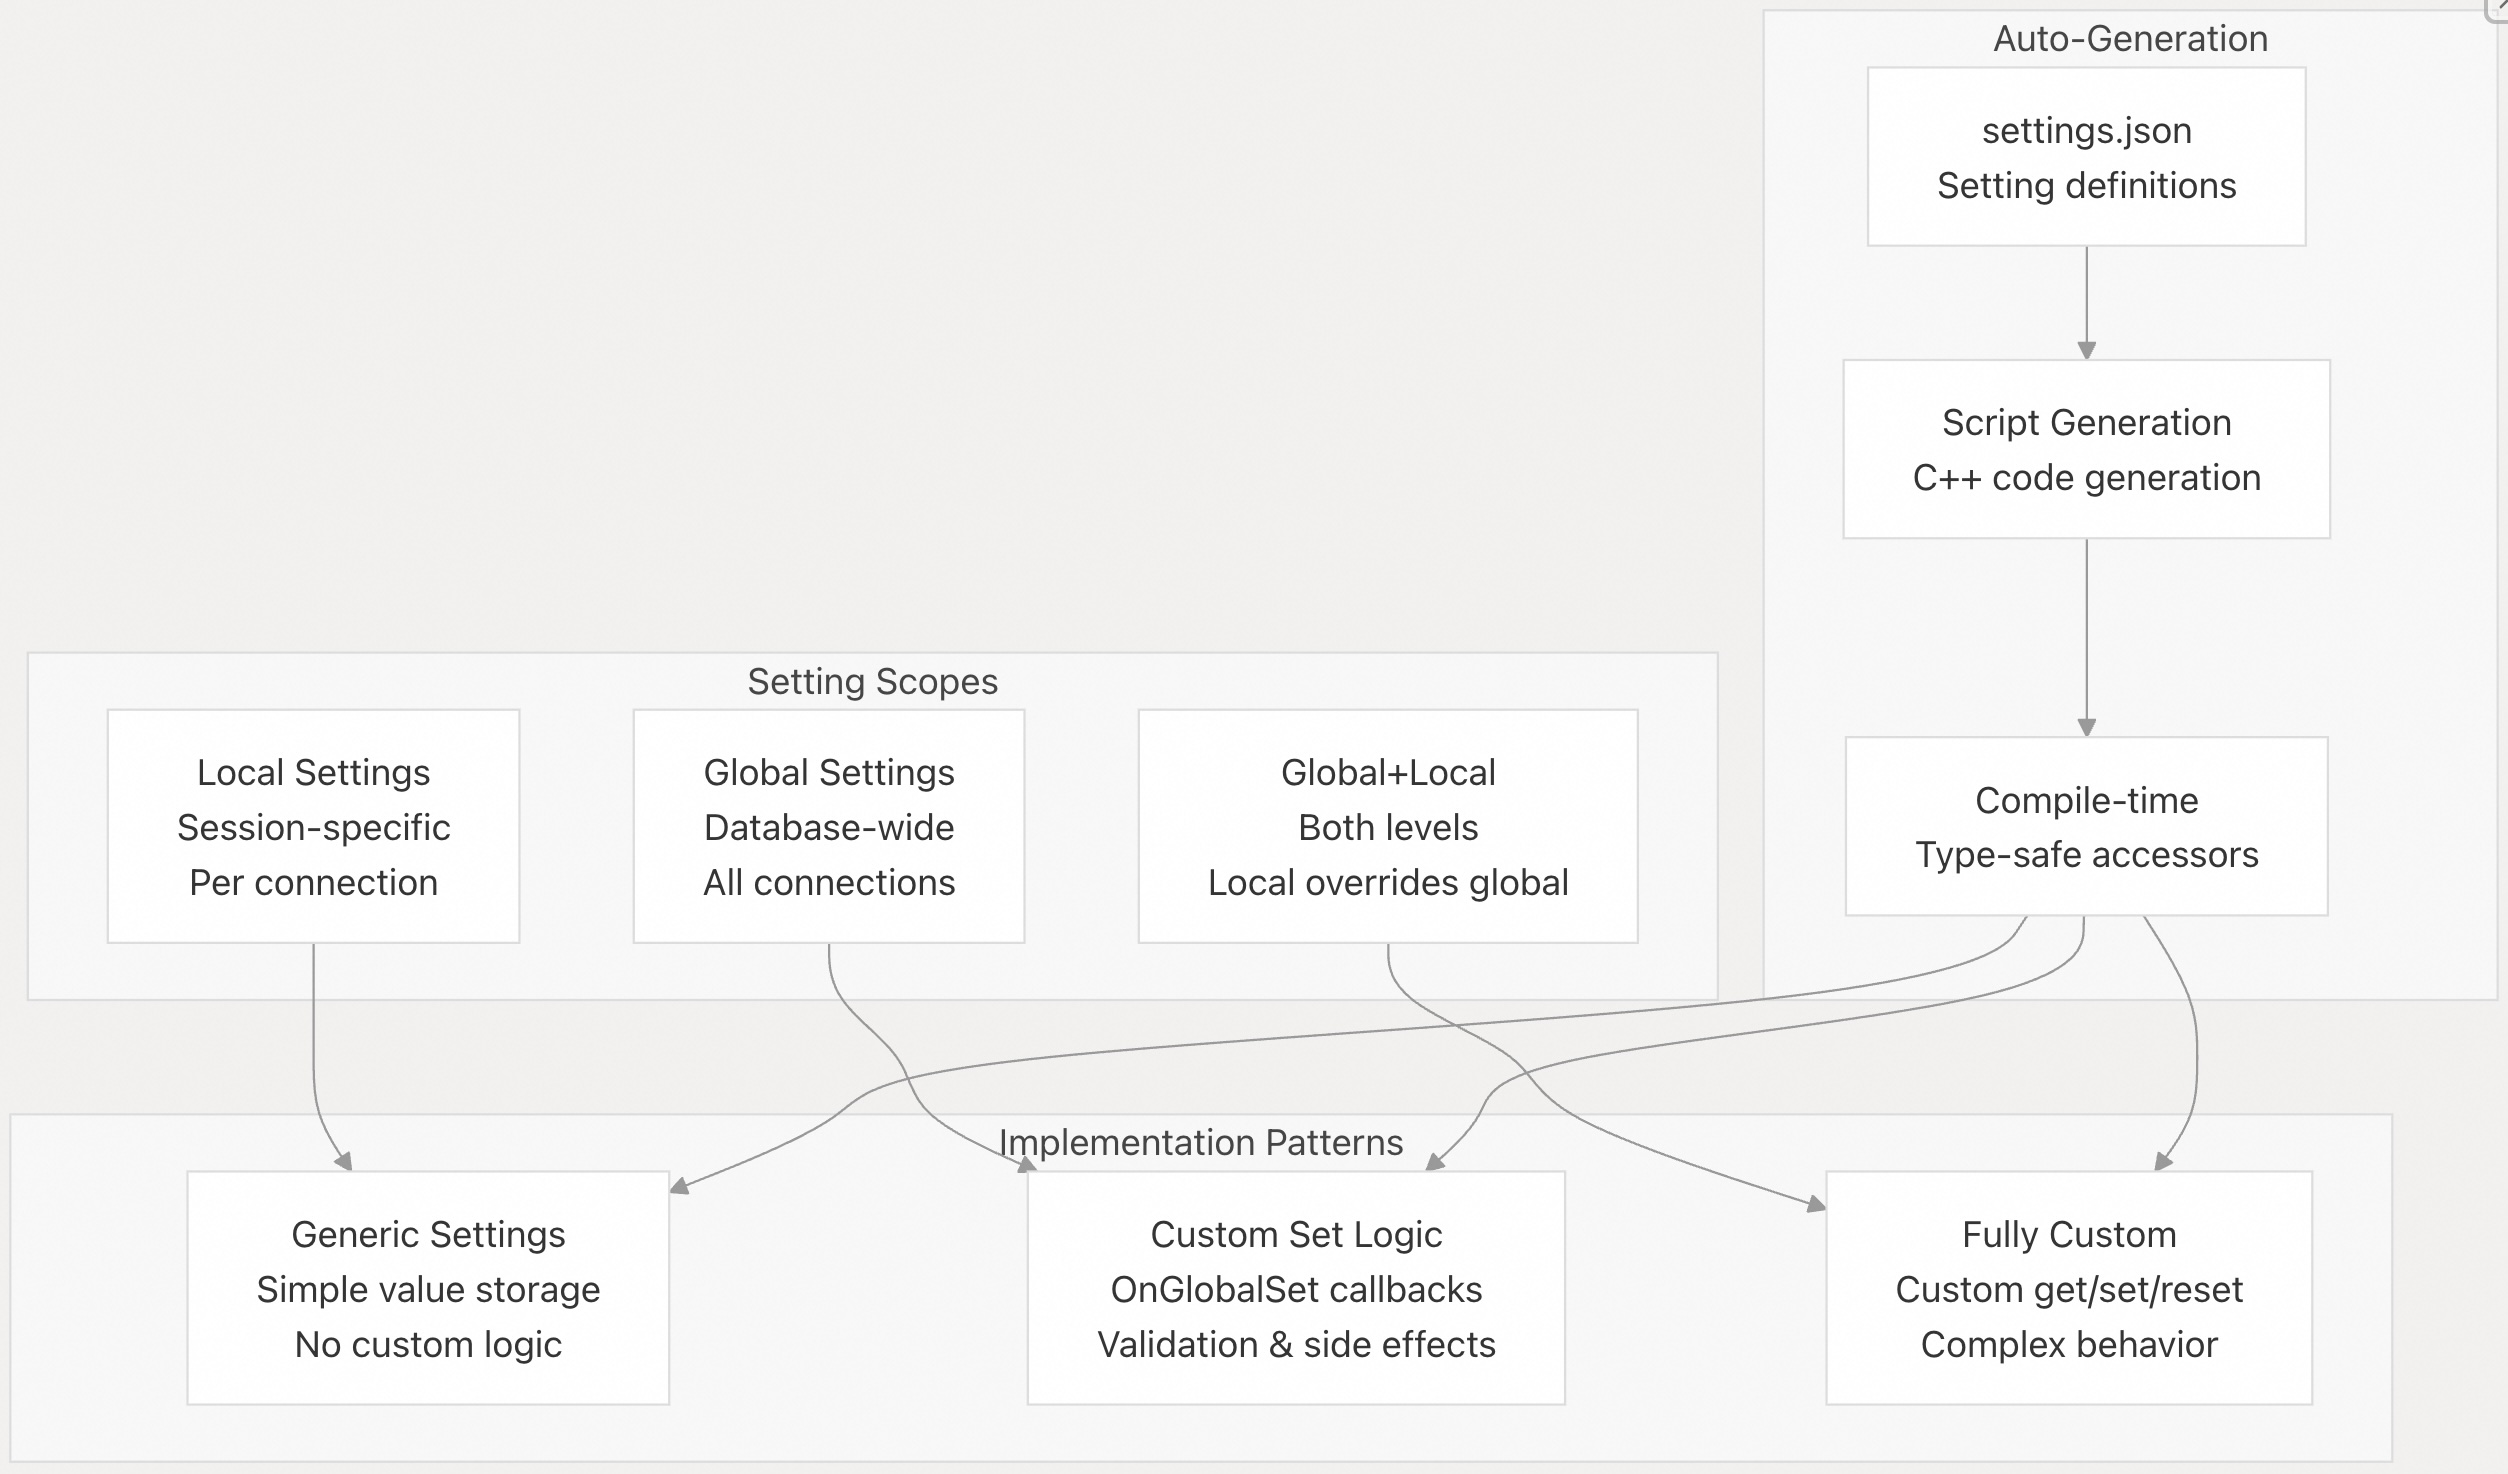 Auto-Generation
settings.json
Setting definitions
Script Generation
C++ code generation
Setting Scopes
Local Settings
Session-specific
Per connection
Global Settings
Database-wide
All connections
Global+Local
Both levels
Local overrides global
Compile-time
Type-safe accessors
Implementation Patterns
Generic Settings
Simple value storage
No custom logic
Custom Set Logic
OnGlobalSet callbacks
Validation & side effects
Fully Custom
Custom get/set/reset
Complex behavior